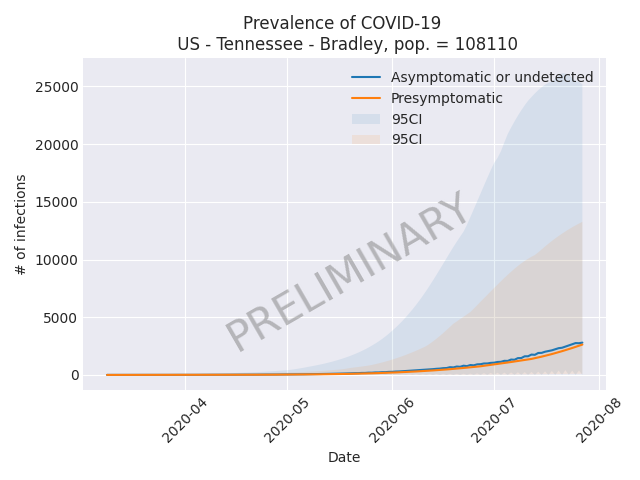 Prevalence of COVID-19
US - Tennessee - Bradley, pop. = 108110
Asymptomatic or undetected
Presymptomatic
95CI
95CI
25000
20000
15000
10000
5000
0
# of infections
PRELIMINARY
2020-04
2020-05
2020-06
2020-07
2020-08
Date